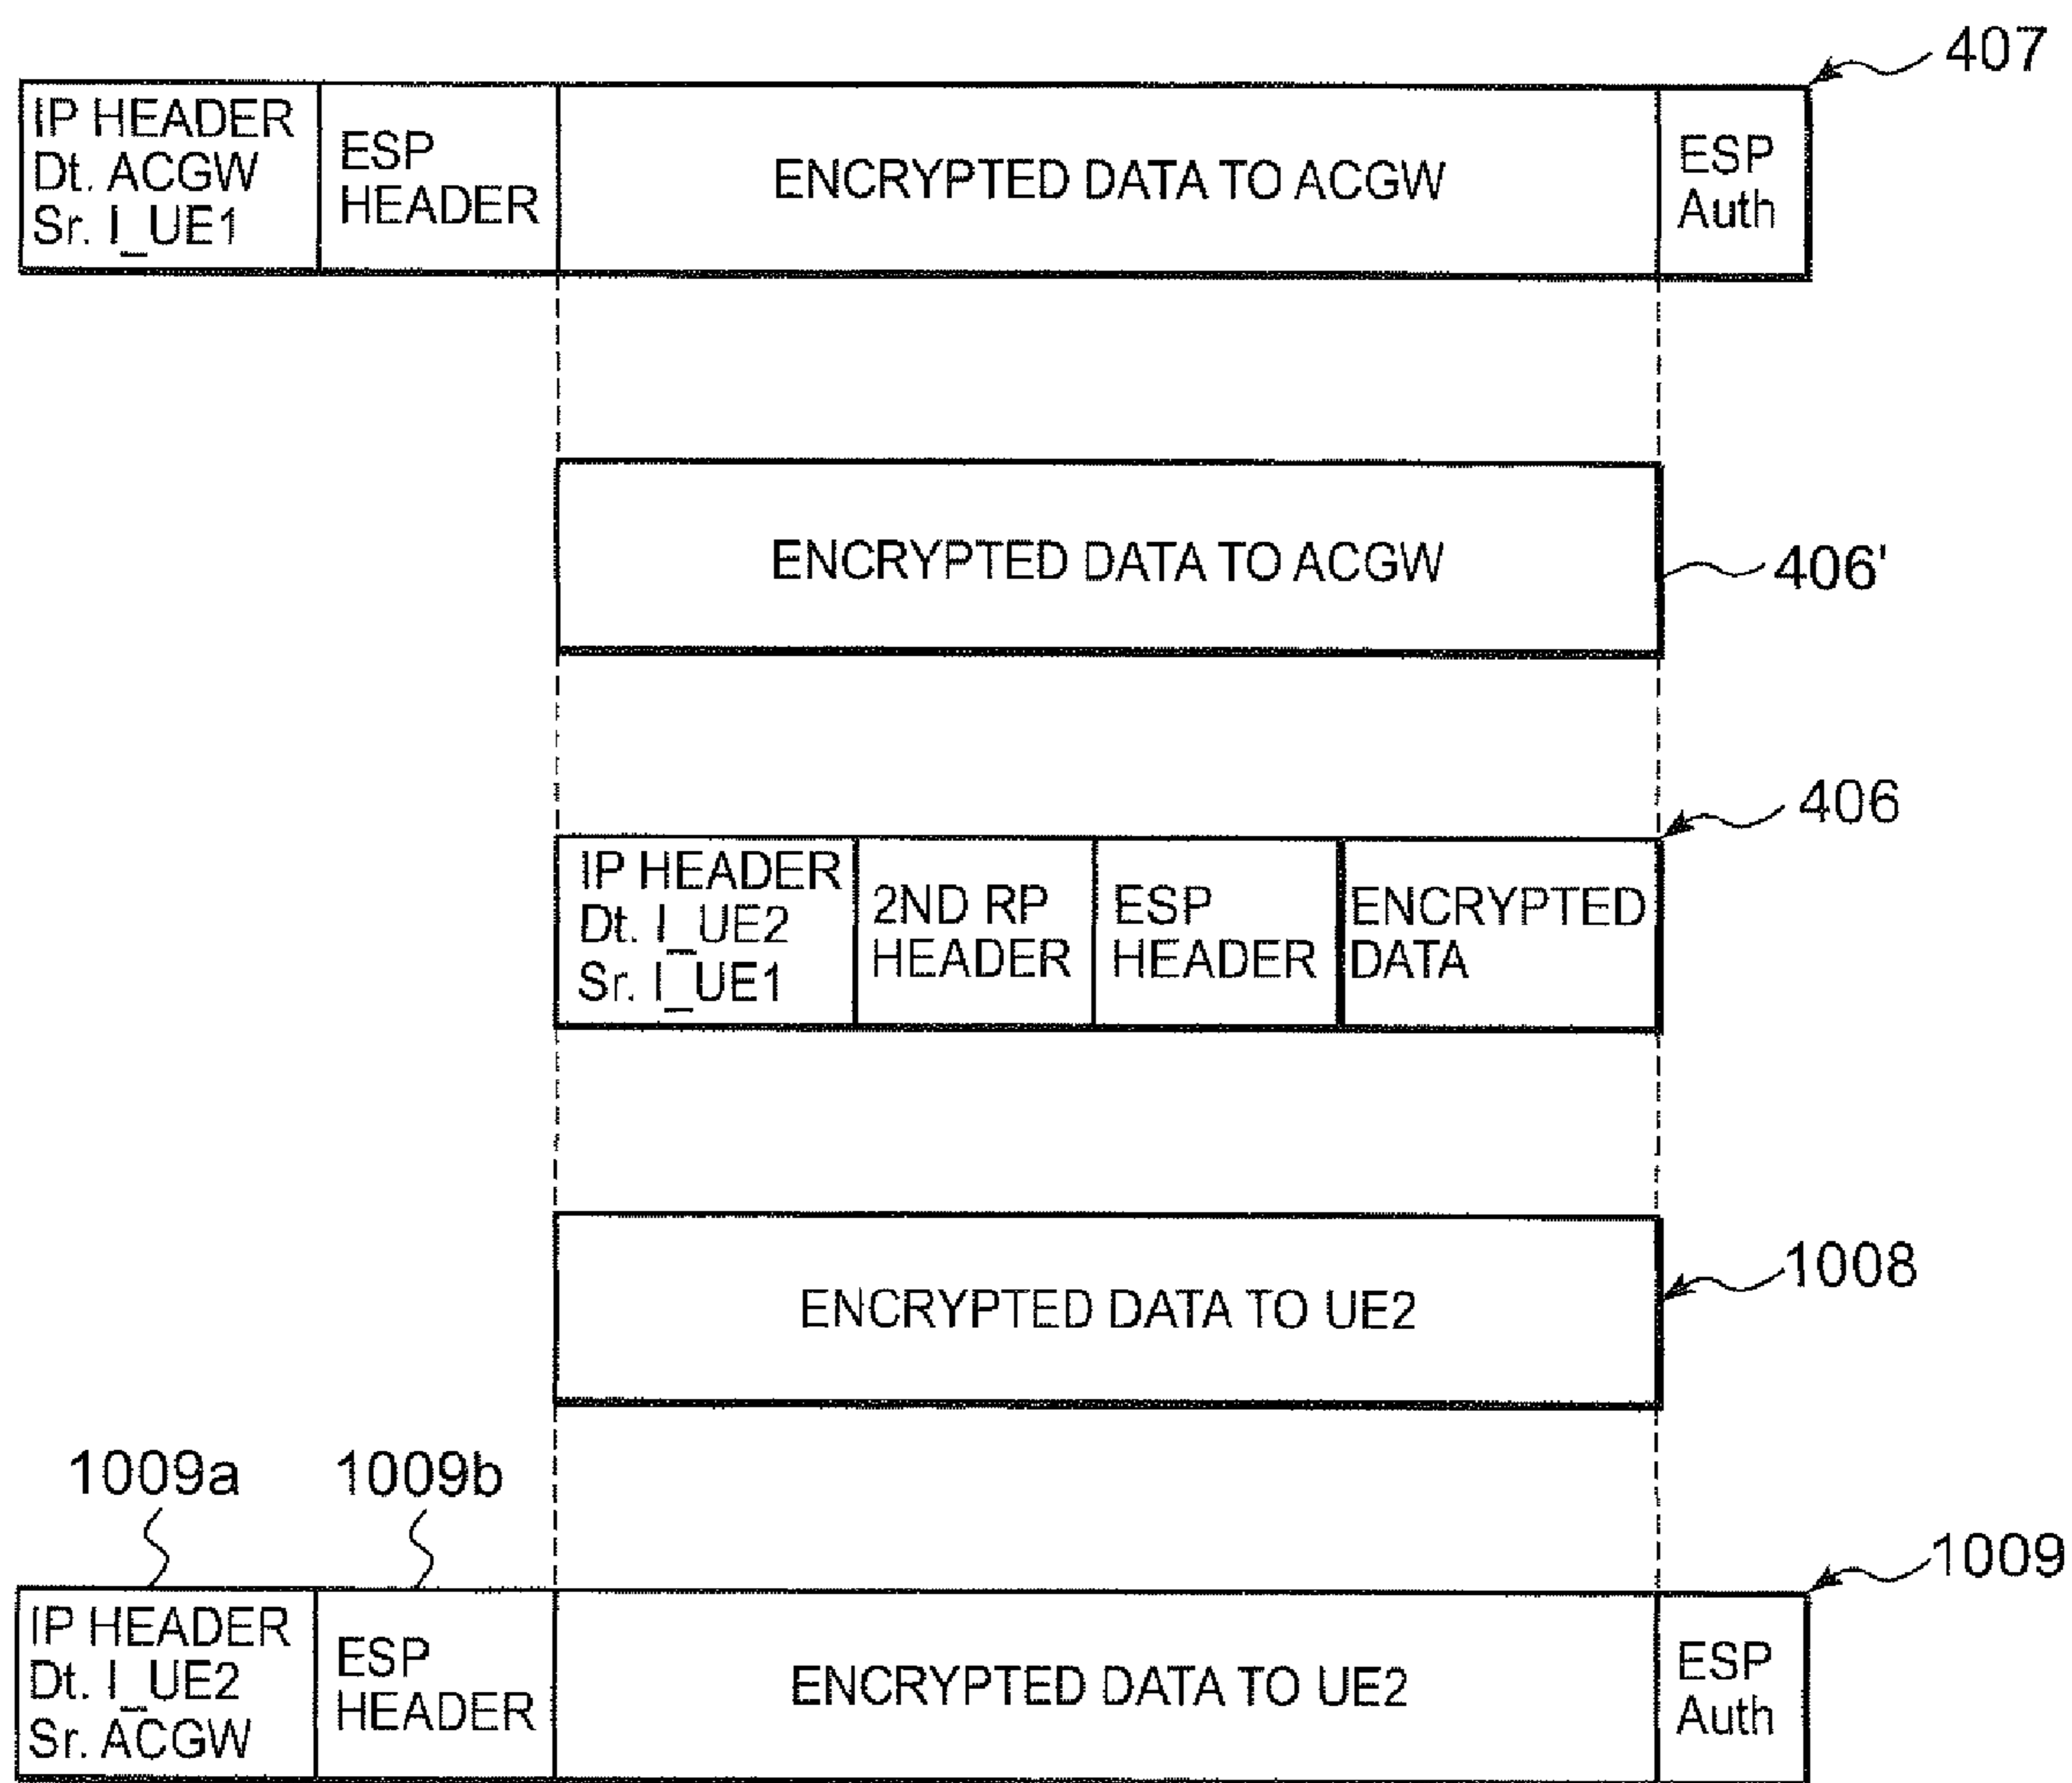 407
IP HEADER
Dt. ACGW
Sr. I_UE1
ESP
HEADER
ENCRYPTED DATA TO ACGW
ESP
Auth
ENCRYPTED DATA TO ACGW
406'
406
IP HEADER
Dt. I_UE2
Sr. I_UE1
2ND RP
HEADER
ESP
HEADER
ENCRYPTED
DATA
1008
ENCRYPTED DATA TO UE2
1009a
1009b
1009
IP HEADER
Dt. I_UE2
Sr. ACGW
ESP
HEADER
ENCRYPTED DATA TO UE2
ESP
Auth